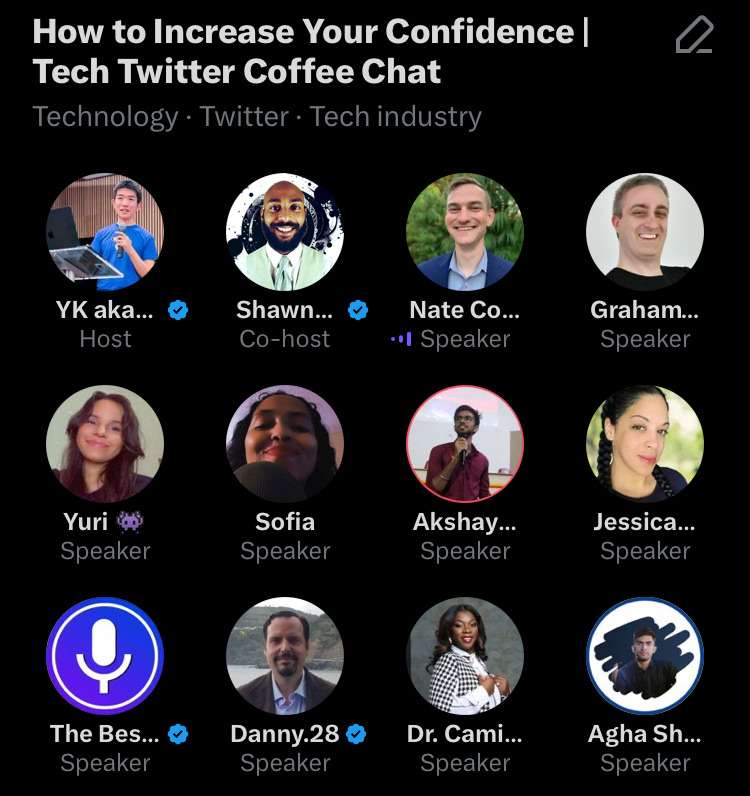 How to Increase Your Confidence |
Tech Twitter Coffee Chat
Technology · Twitter · Tech industry
YK aka... Shawn... Nate Co... Graham...
Host Co-host Speaker Speaker
Yuri 👾 Sofia Akshay... Jessica...
Speaker Speaker Speaker Speaker
The Bes... Danny.28 Dr. Cami... Agha Sh...
Speaker Speaker Speaker Speaker